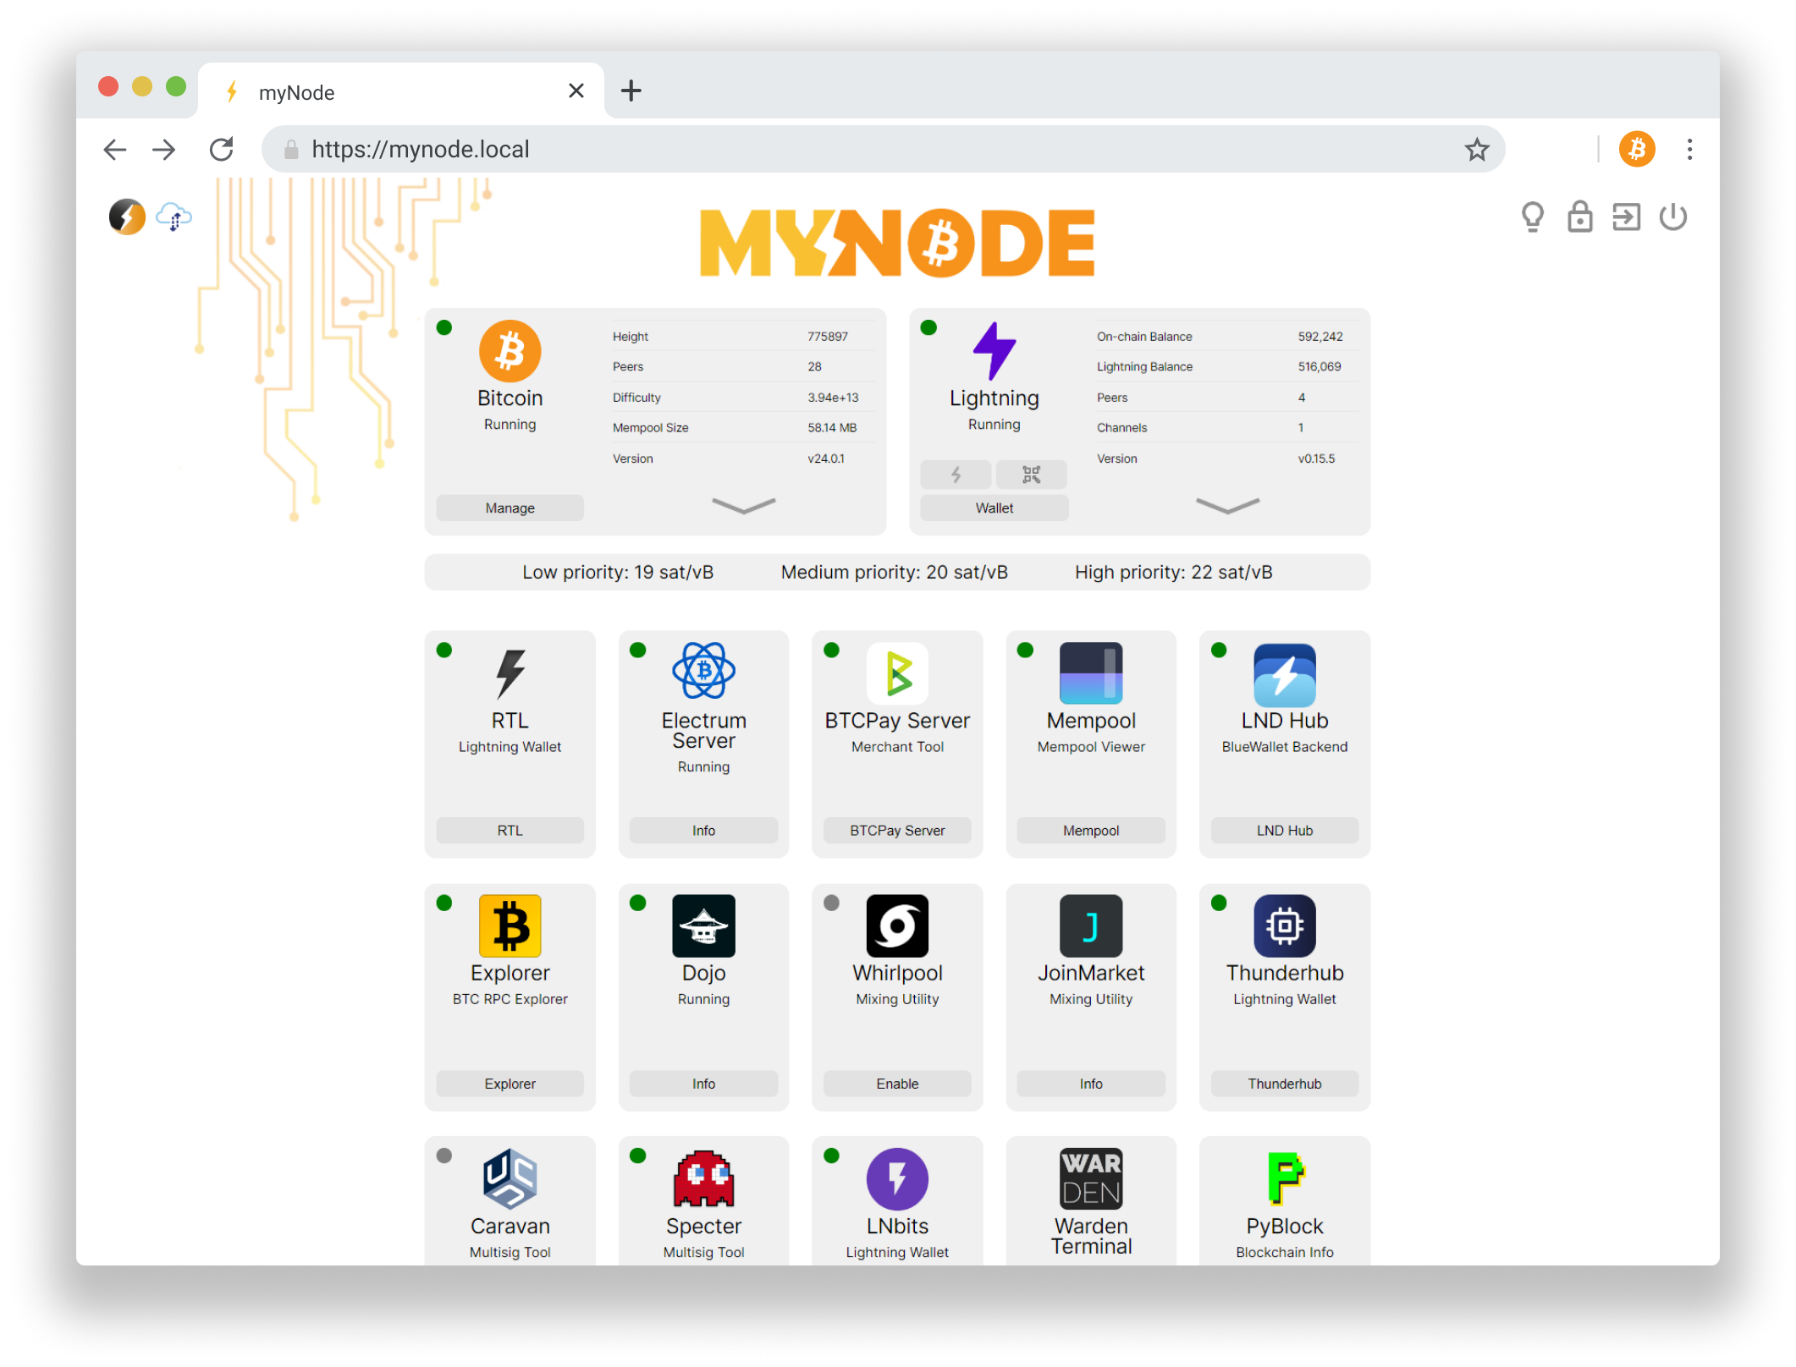 myNode
https://mynode.local
MYNODE
Bitcoin
Running
Manage
Height 775897
Peers 28
Difficulty 3.94e+13
Mempool Size 58.14 MB
Version v24.0.1
Lightning
Running
Wallet
On-chain Balance 592,242
Lightning Balance 516,069
Peers 4
Channels 1
Version v0.15.5
Low priority: 19 sat/vB Medium priority: 20 sat/vB High priority: 22 sat/vB
RTL
Lightning Wallet
RTL
Electrum
Server
Running
Info
BTCPay Server
Merchant Tool
BTCPay Server
Mempool
Mempool Viewer
Mempool
LND Hub
BlueWallet Backend
LND Hub
Explorer
BTC RPC Explorer
Explorer
Dojo
Running
Info
Whirlpool
Mixing Utility
Enable
J
JoinMarket
Mixing Utility
Info
Thunderhub
Lightning Wallet
Thunderhub
Caravan
Multisig Tool
Specter
Multisig Tool
LNbits
Lightning Wallet
WAR
DEN
Warden
Terminal
P
PyBlock
Blockchain Info